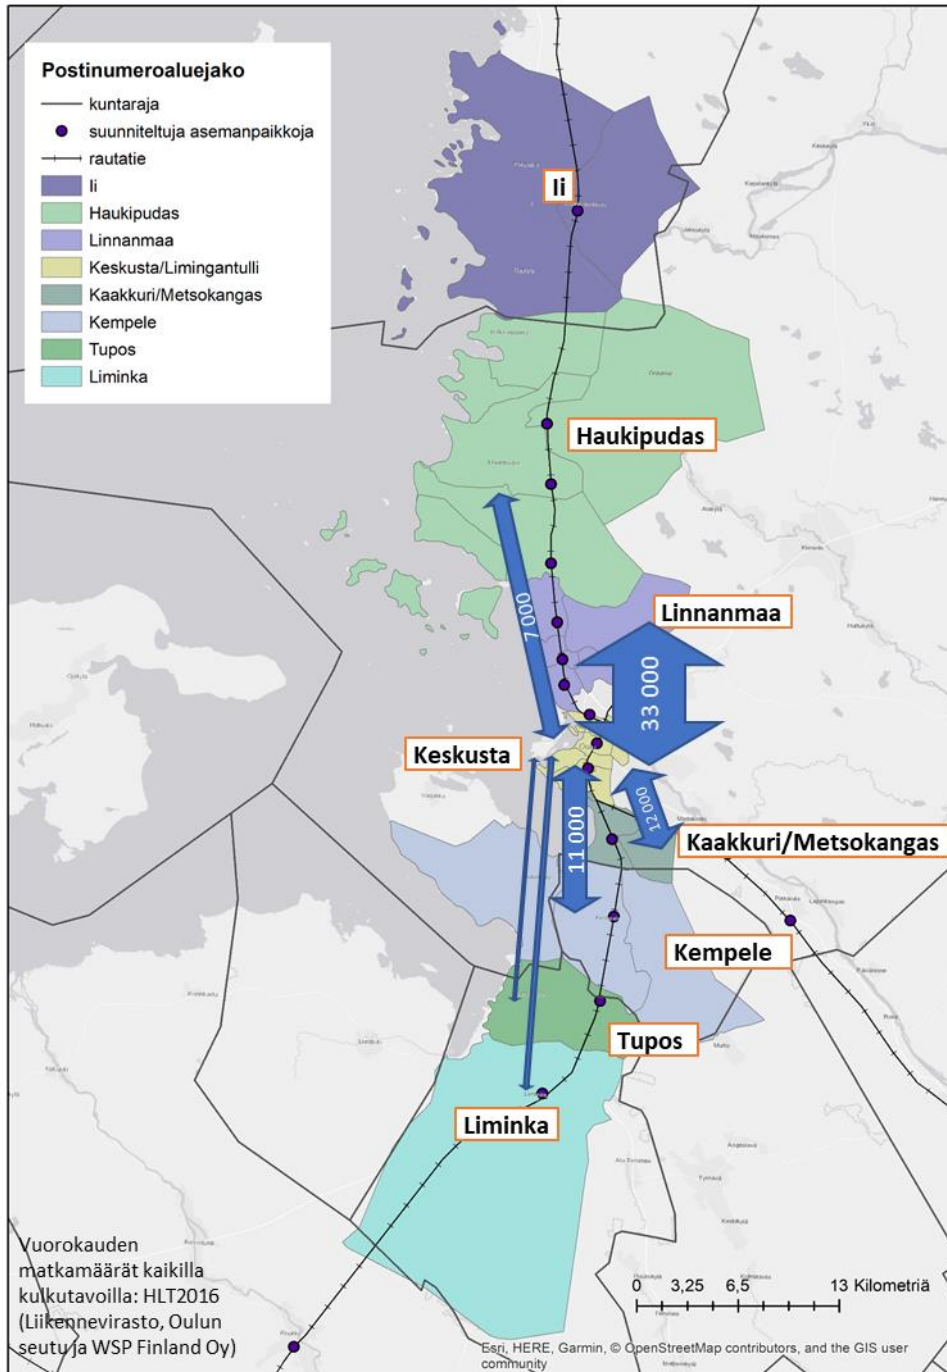 Postinumeroaluejako
kuntaraja
suunniteltuja asemanpaikkoja
rautatie
Ii
Haukipudas
Linnanmaa
Keskusta/Limingantulli
Kaakkuri/Metsokangas
Kempele
Tupos
Liminka
Ii
Haukipudas
Linnanmaa
7 000
33 000
Keskusta
11 000
12 000
Kaakkuri/Metsokangas
Kempele
Tupos
Liminka
Vuorokauden
matkamäärät kaikilla
kulkutavoilla: HLT2016
(Liikennevirasto, Oulun
seutu ja WSP Finland Oy)
0 3,25 6,5 13 Kilometriä
Esri, HERE, Garmin, © OpenStreetMap contributors, and the GIS user
community